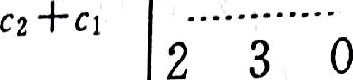 c₂+c₁ | ..............
2 3 0